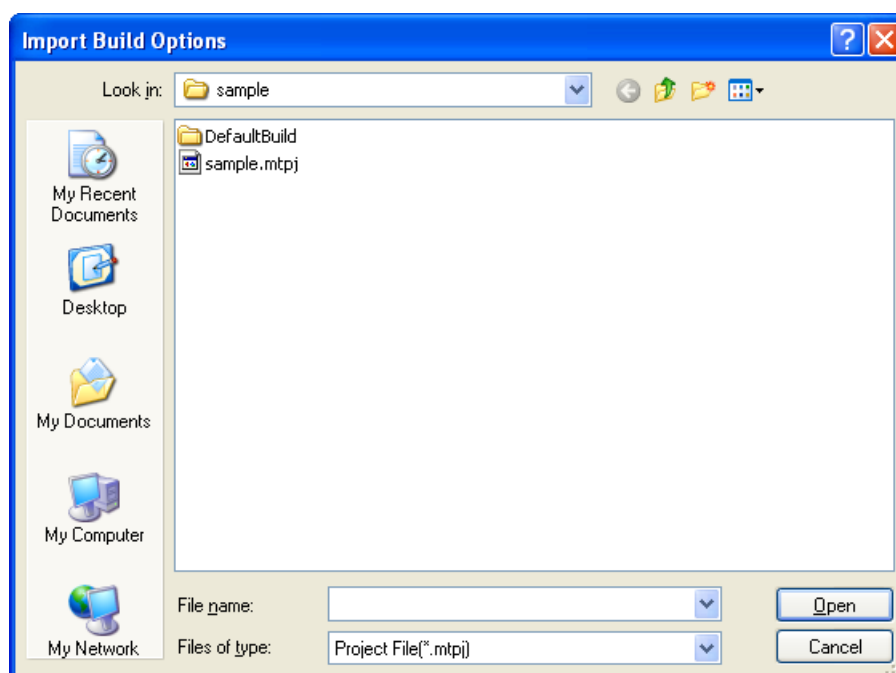 Import Build Options
Look in:
sample
DefaultBuild
sample.mtpj
My Recent
Documents
Desktop
My Documents
My Computer
My Network
File name:
Open
Files of type:
Project File(*.mtpj)
Cancel